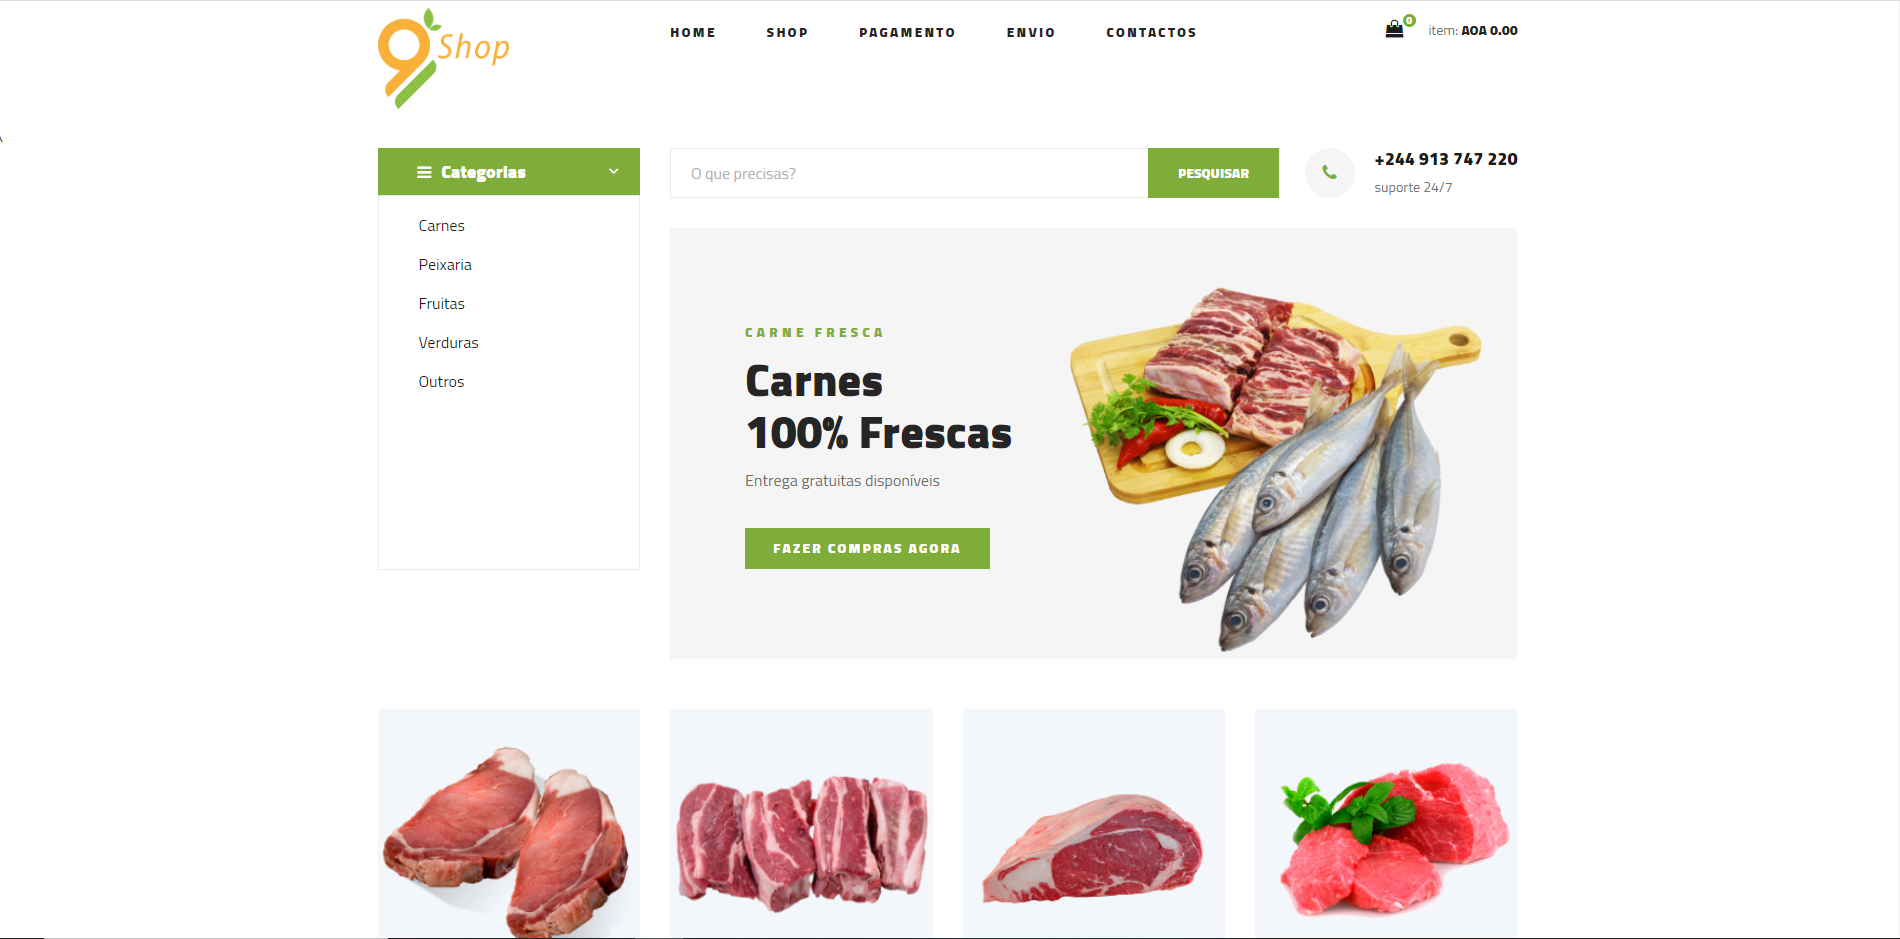 9 Shop
HOME SHOP PAGAMENTO ENVIO CONTACTOS
0 item: AOA 0.00
Categorias
O que precisas?
PESQUISAR
+244 913 747 220
suporte 24/7
Carnes
Peixaria
Fruitas
Verduras
Outros
CARNE FRESCA
Carnes
100% Frescas
Entrega gratuitas disponíveis
FAZER COMPRAS AGORA